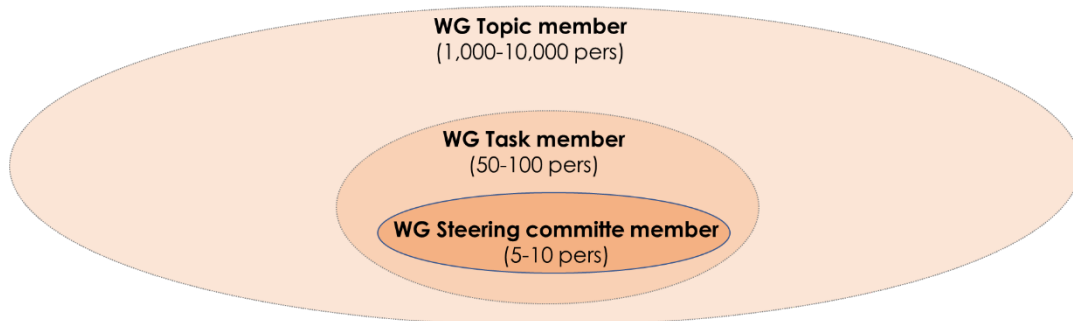 WG Topic member
(1,000-10,000 pers)
WG Task member
(50-100 pers)
WG Steering committe member
(5-10 pers)